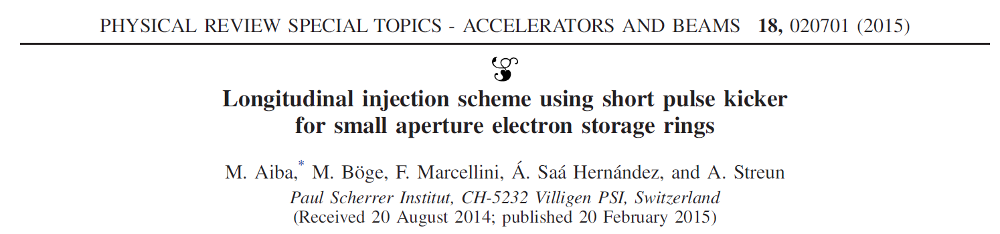 PHYSICAL REVIEW SPECIAL TOPICS - ACCELERATORS AND BEAMS 18, 020701 (2015)
Longitudinal injection scheme using short pulse kicker
for small aperture electron storage rings
M. Aiba,* M. Böge, F. Marcellini, Á. Saá Hernández, and A. Streun
Paul Scherrer Institut, CH-5232 Villigen PSI, Switzerland
(Received 20 August 2014; published 20 February 2015)